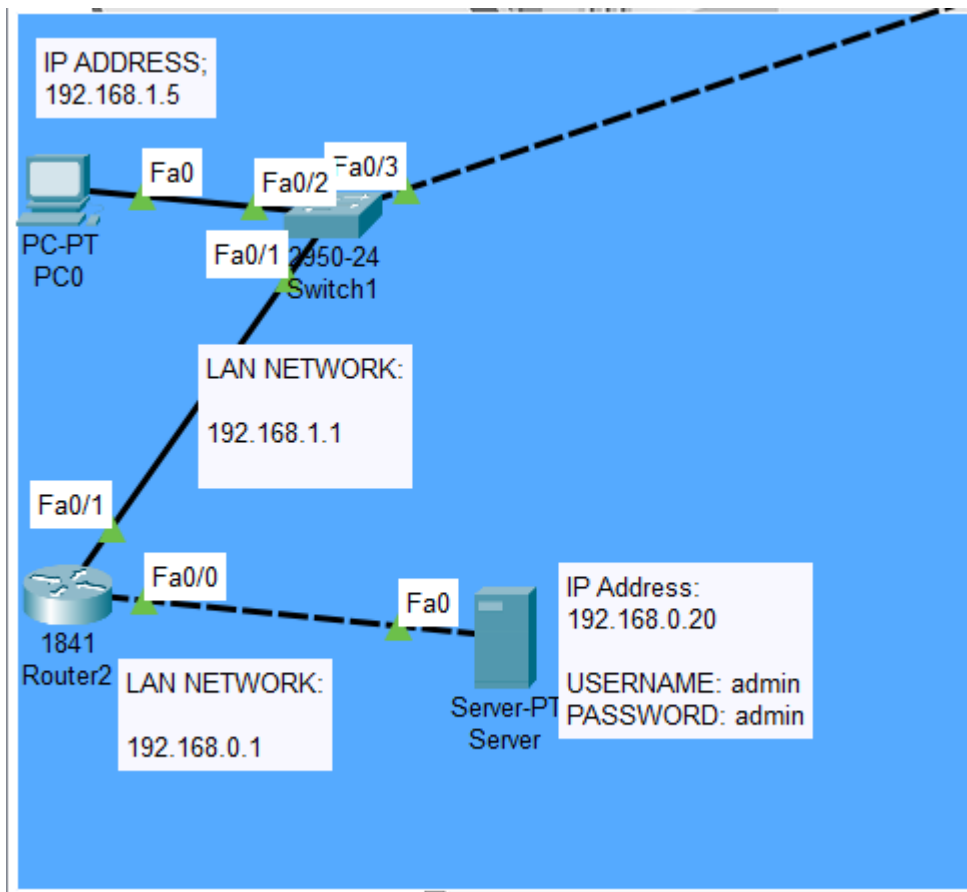 IP ADDRESS;
192.168.1.5
Fa0
Fa0/2
Fa0/3
PC-PT
PC0
Fa0/1
2950-24
Switch1
LAN NETWORK:
192.168.1.1
Fa0/1
Fa0/0
Fa0
1841
Router2
LAN NETWORK:
192.168.0.1
Server-PT
Server
IP Address:
192.168.0.20
USERNAME: admin
PASSWORD: admin